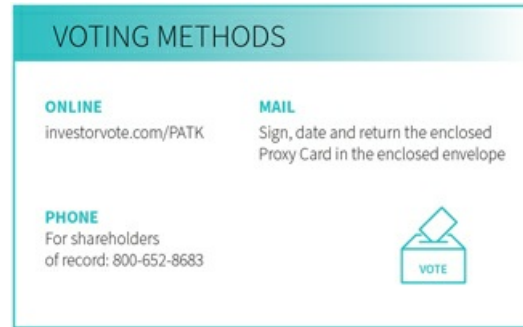 VOTING METHODS
ONLINE
investorvote.com/PATK
MAIL
Sign, date and return the enclosed
Proxy Card in the enclosed envelope
PHONE
For shareholders
of record: 800-652-8683
VOTE